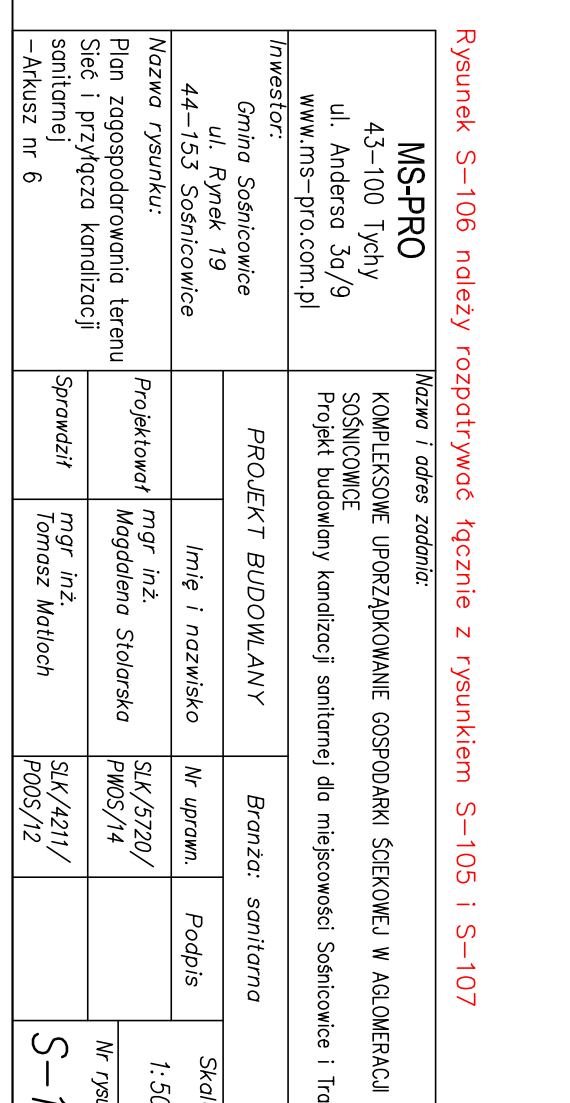 Rysunek S-106 należy rozpatrywać łącznie z rysunkiem S-105 i S-107
MS-PRO
43-100 Tychy
ul. Andersa 3a/9
www.ms-pro.com.pl
Nazwa i adres zadania:
KOMPLEKSOWE UPORZĄDKOWANIE GOSPODARKI ŚCIEKOWEJ W AGLOMERACJI
SOŚNICOWICE
Projekt budowlany kanalizacji sanitarnej dla miejscowości Sośnicowice i
Inwestor:
Gmina Sośnicowice
ul. Rynek 19
44-153 Sośnicowice
PROJEKT BUDOWLANY
Branża: sanitarna
Imię i nazwisko
Nr uprawn.
Podpis
Nazwa rysunku:
Plan zagospodarowania terenu
Sieć i przyłącza kanalizacji
sanitarnej
-Arkusz nr 6
Projektował
mgr inż.
Magdalena Stolarska
SLK/5720/
PWOS/14
Sprawdził
mgr inż.
Tomasz Matloch
SLK/4211/
POOS/12
Nr